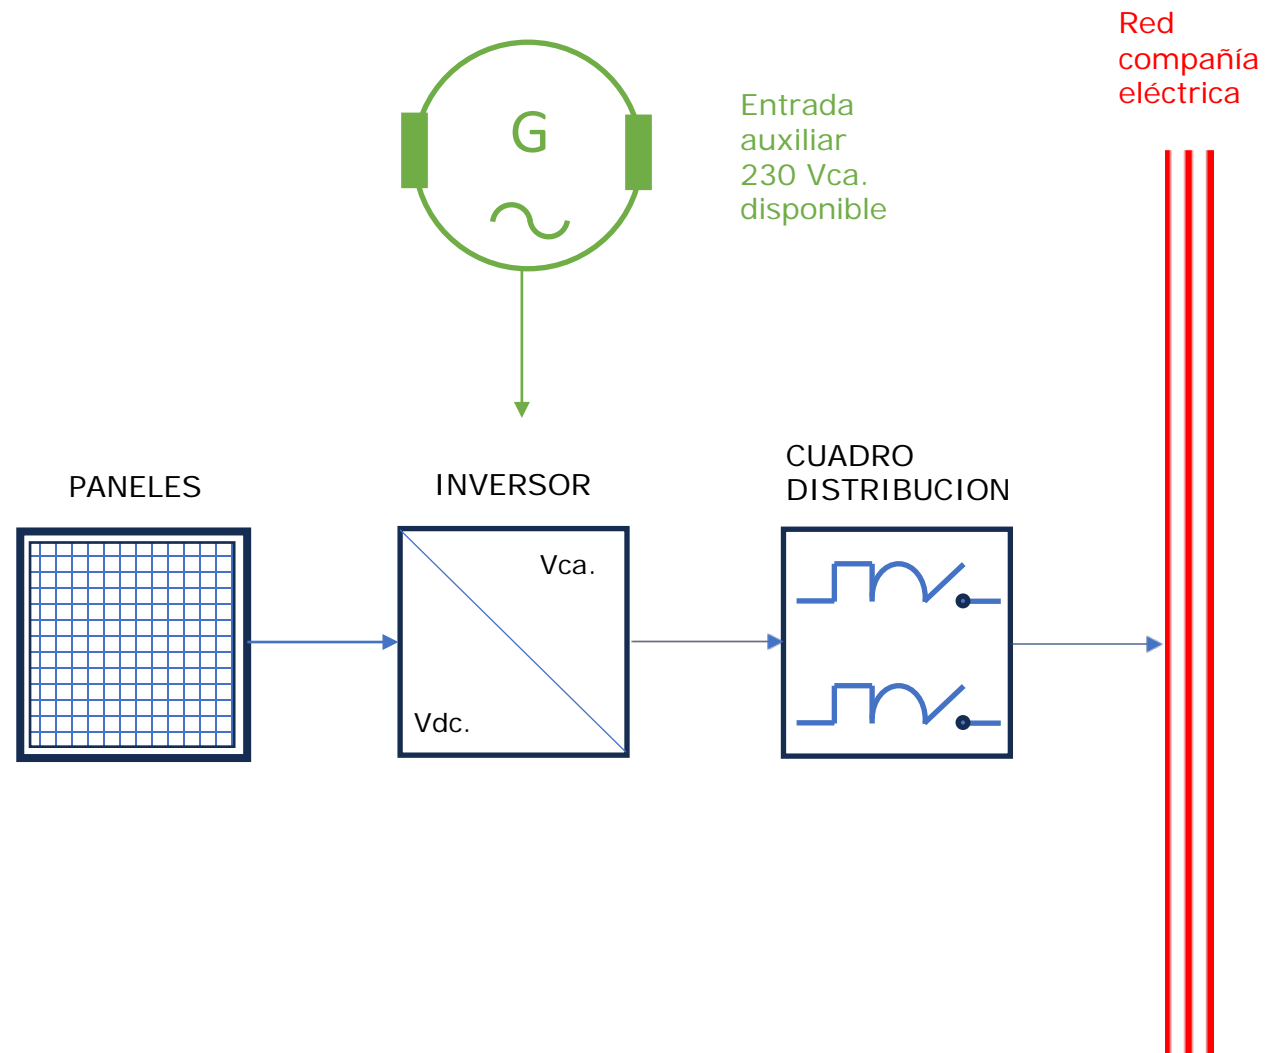 Red
compañía
eléctrica
G
Entrada
auxiliar
230 Vca.
disponible
PANELES
INVERSOR
CUADRO
DISTRIBUCION
Vca.
Vdc.